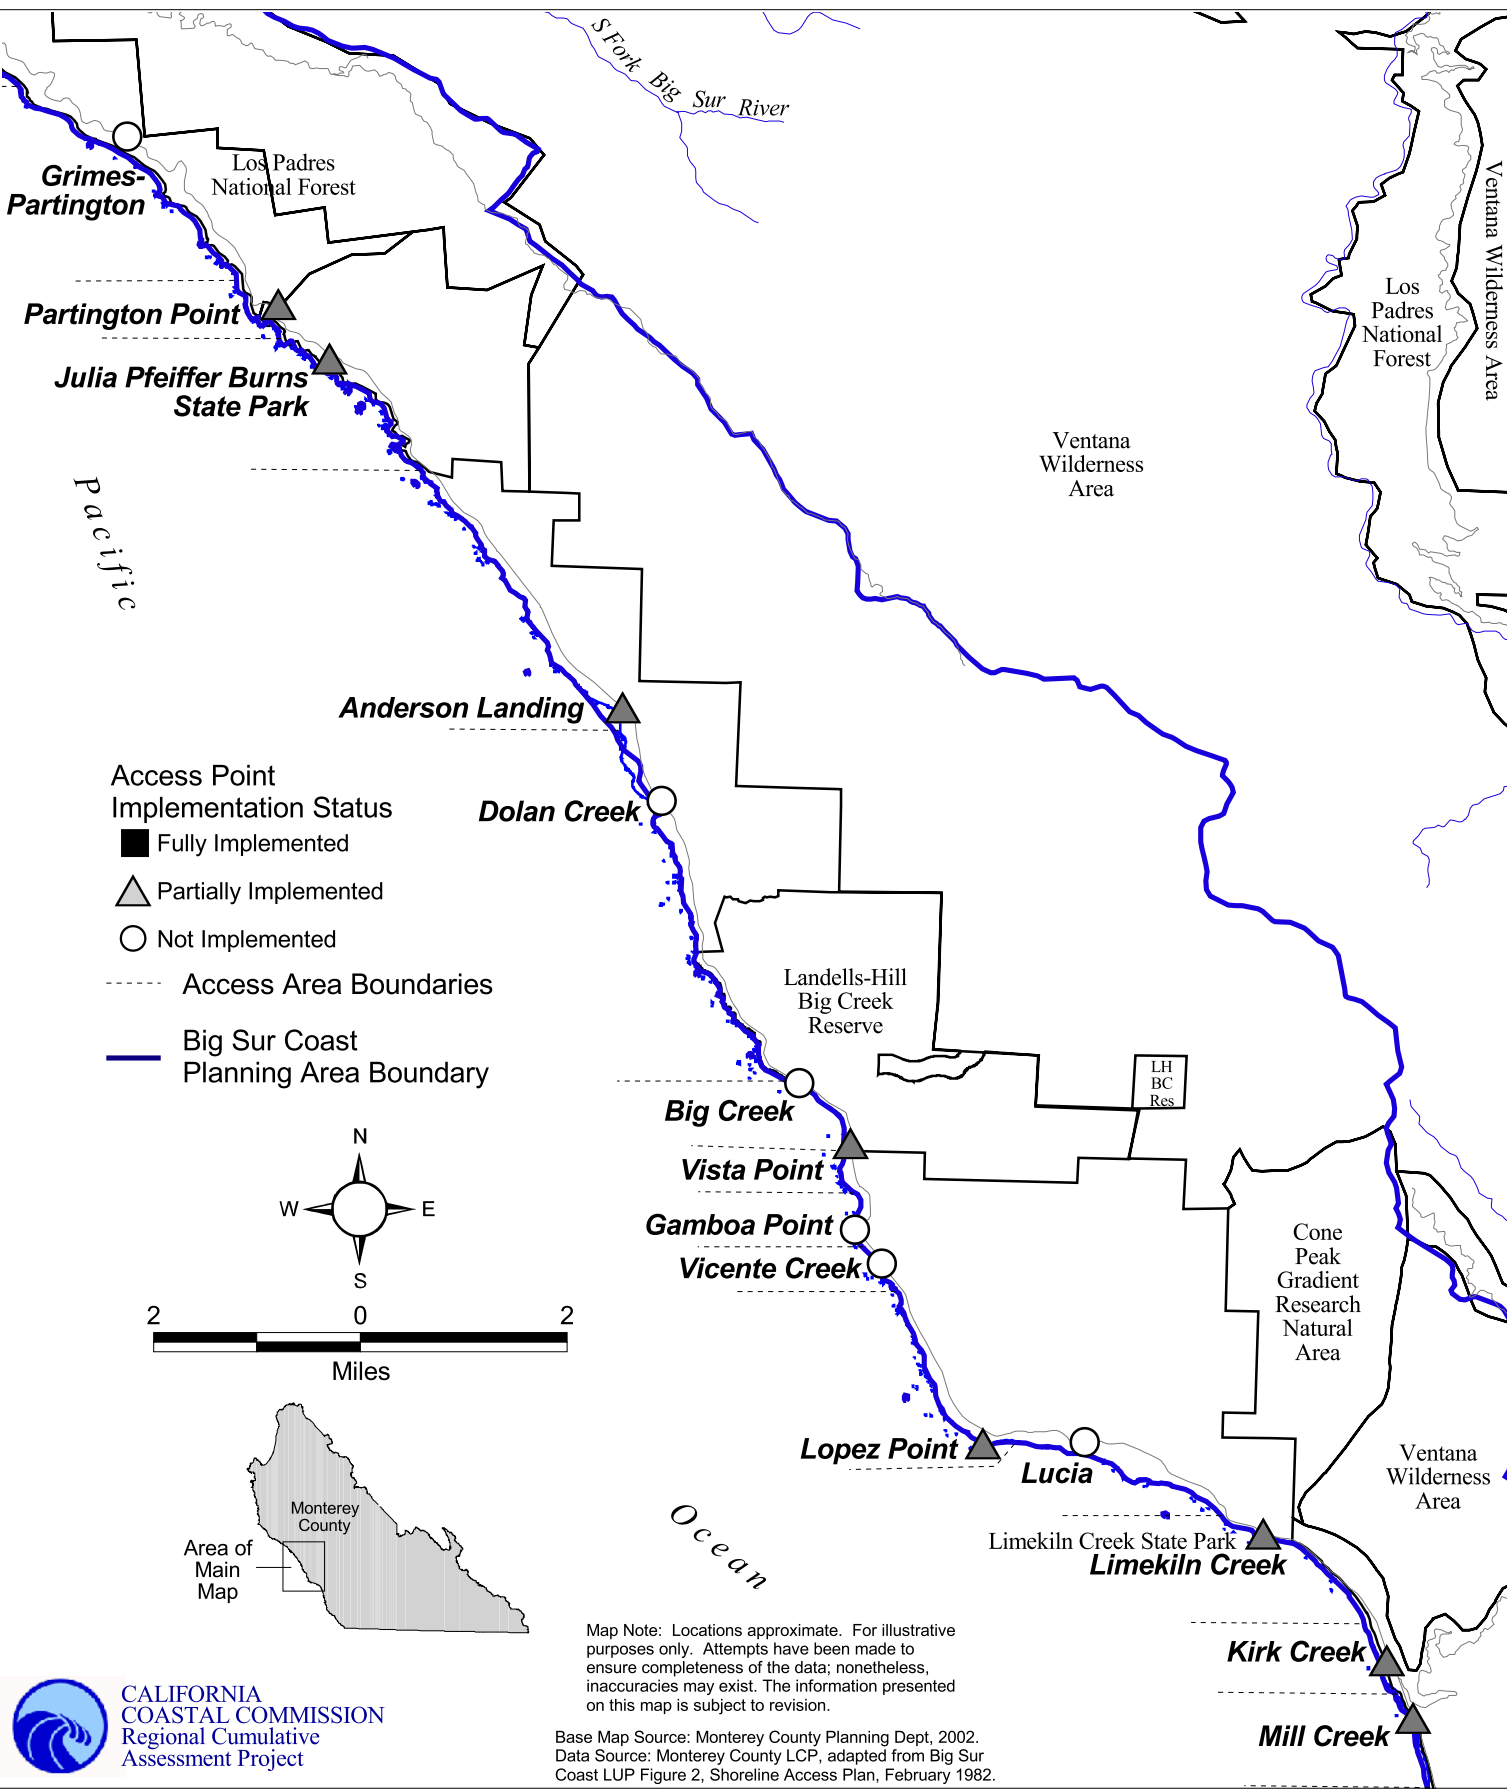 S Fork Big Sur River
Grimes-
Partington
Los Padres
National Forest
Ventana Wilderness Area
Los
Padres
National
Forest
Partington Point
Julia Pfeiffer Burns
State Park
Ventana
Wilderness
Area
Pacific
Anderson Landing
Dolan Creek
Access Point
Implementation Status
Fully Implemented
Partially Implemented
Not Implemented
Access Area Boundaries
Big Sur Coast
Planning Area Boundary
Landells-Hill
Big Creek
Reserve
LH
BC
Res
Big Creek
Vista Point
Gamboa Point
Vicente Creek
Cone
Peak
Gradient
Research
Natural
Area
N
W
E
S
2 0 2
Miles
Lopez Point
Lucia
Ventana
Wilderness
Area
Monterey
County
Area of
Main
Map
Ocean
Limekiln Creek State Park
Limekiln Creek
Kirk Creek
Mill Creek
Map Note: Locations approximate. For illustrative
purposes only. Attempts have been made to
ensure completeness of the data; nonetheless,
inaccuracies may exist. The information presented
on this map is subject to revision.
Base Map Source: Monterey County Planning Dept, 2002.
Data Source: Monterey County LCP, adapted from Big Sur
Coast LUP Figure 2, Shoreline Access Plan, February 1982.
CALIFORNIA
COASTAL COMMISSION
Regional Cumulative
Assessment Project